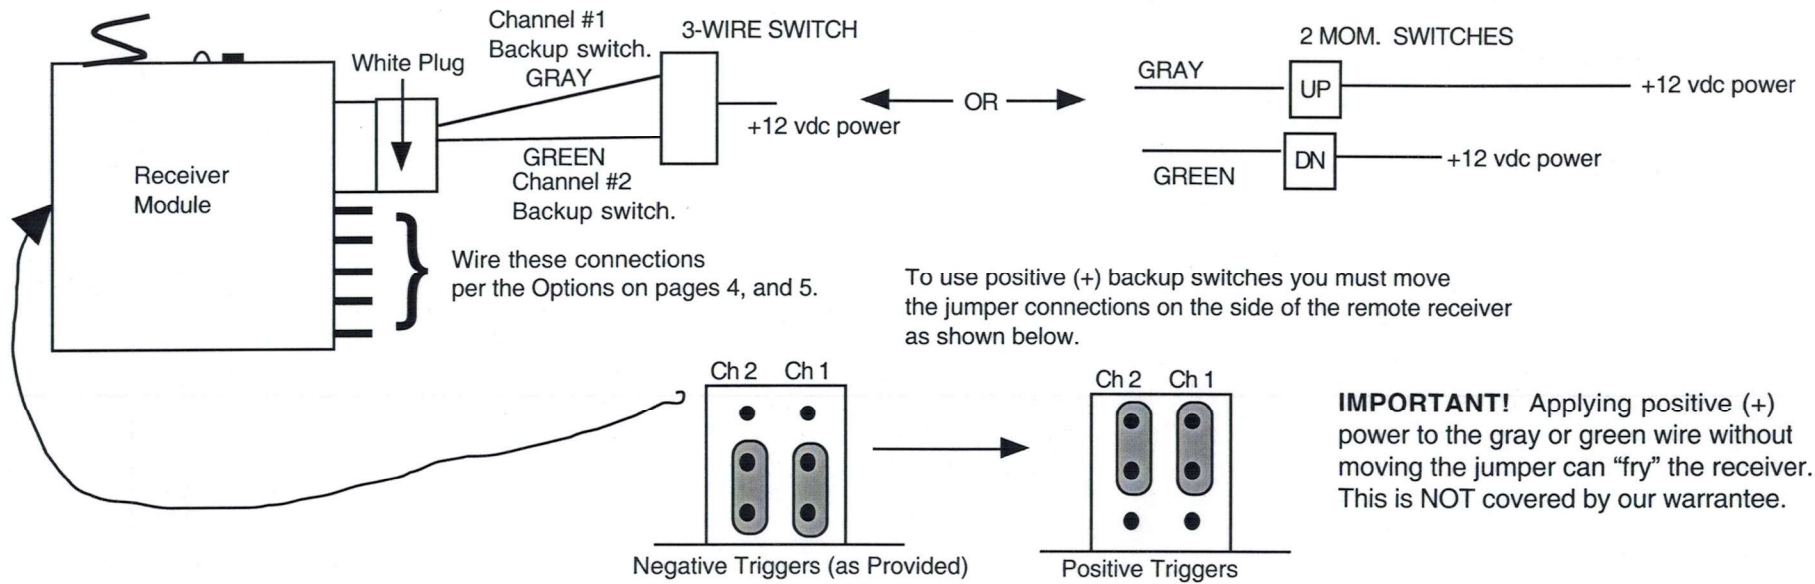 Channel #1
Backup switch.
GRAY
3-WIRE SWITCH
White Plug
+12 vdc power
GREEN
Channel #2
Backup switch.
Receiver
Module
OR
2 MOM. SWITCHES
GRAY
UP
+12 vdc power
GREEN
DN
+12 vdc power
Wire these connections
per the Options on pages 4, and 5.
To use positive (+) backup switches you must move
the jumper connections on the side of the remote receiver
as shown below.
Ch 2 Ch 1
Negative Triggers (as Provided)
Ch 2 Ch 1
Positive Triggers
IMPORTANT! Applying positive (+)
power to the gray or green wire without
moving the jumper can “fry” the receiver.
This is NOT covered by our warrantee.